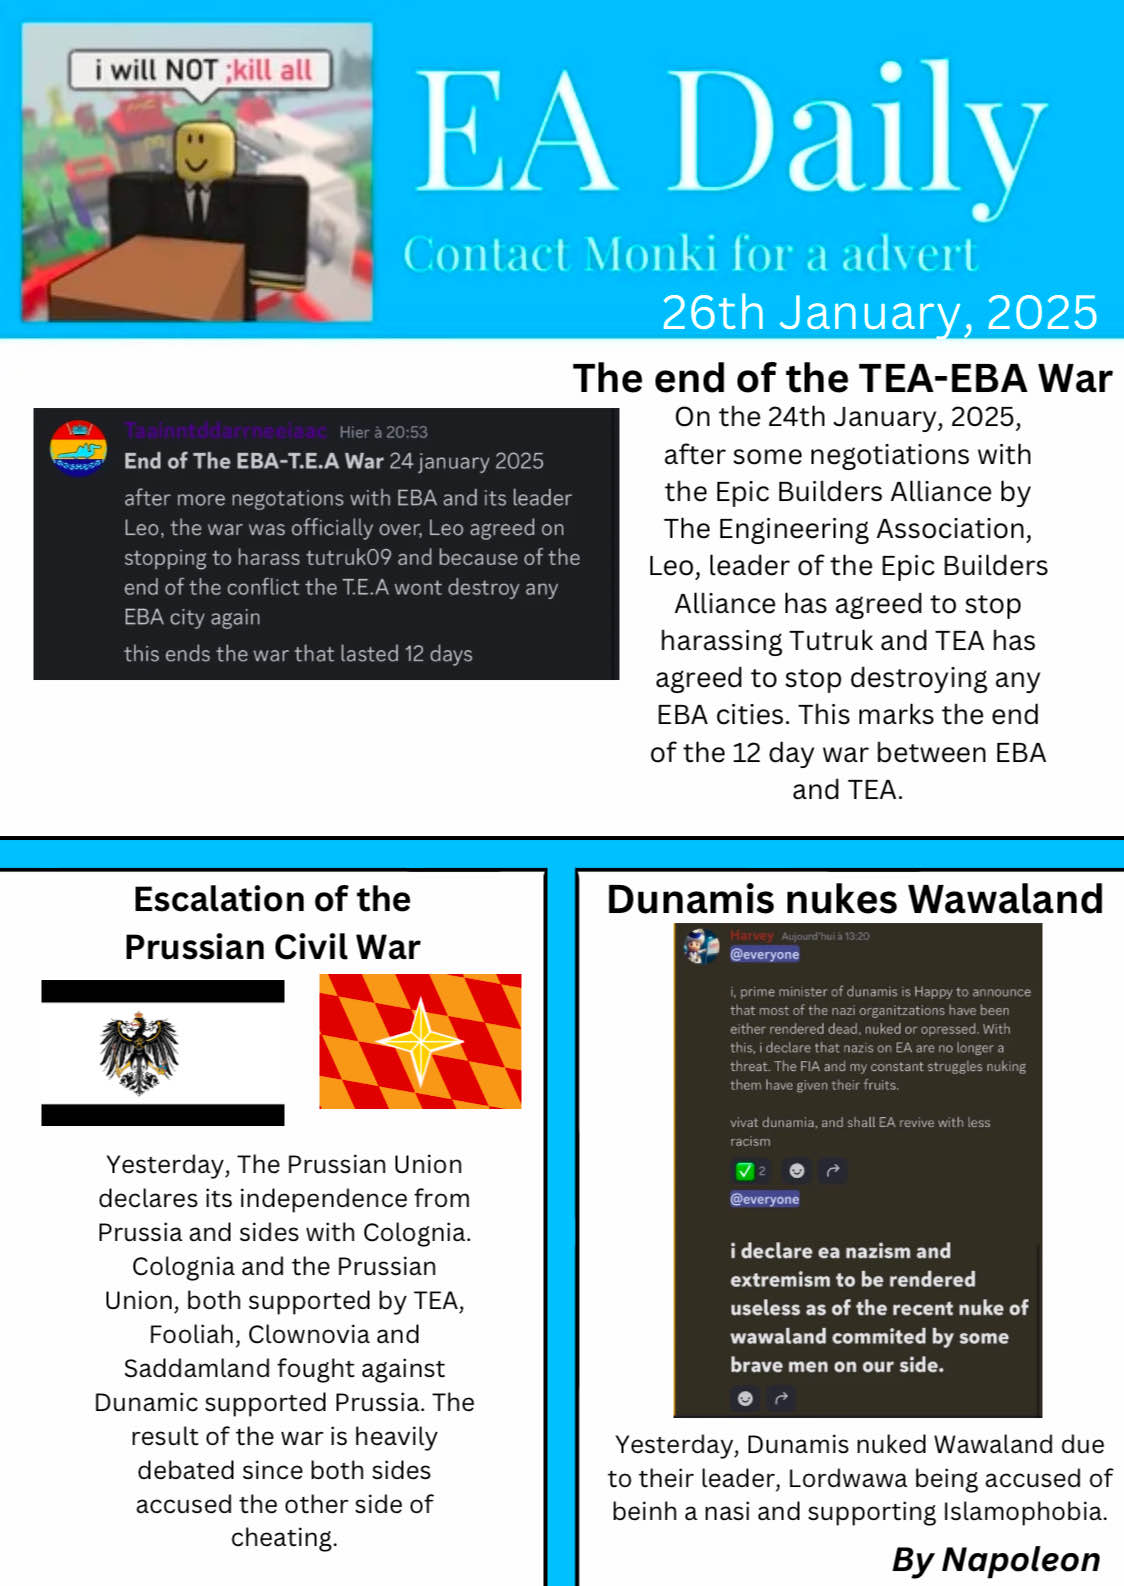 i will NOT ;kill all
EA Daily
Contact Monki for a advert
26th January, 2025
The end of the TEA-EBA War
Taainntddarrneeiaac Hier à 20:53
End of The EBA-T.E.A War 24 january 2025
after more negotations with EBA and its leader
Leo, the war was officially over, Leo agreed on
stopping to harass tutruk09 and because of the
end of the conflict the T.E.A wont destroy any
EBA city again
this ends the war that lasted 12 days
On the 24th January, 2025,
after some negotiations with
the Epic Builders Alliance by
The Engineering Association,
Leo, leader of the Epic Builders
Alliance has agreed to stop
harassing Tutruk and TEA has
agreed to stop destroying any
EBA cities. This marks the end
of the 12 day war between EBA
and TEA.
Escalation of the
Prussian Civil War
Yesterday, The Prussian Union
declares its independence from
Prussia and sides with Colognia.
Colognia and the Prussian
Union, both supported by TEA,
Fooliah, Clownovia and
Saddamland fought against
Dunamic supported Prussia. The
result of the war is heavily
debated since both sides
accused the other side of
cheating.
Dunamis nukes Wawaland
Harvey Aujourd'hui à 13:20
@everyone
i, prime minister of dunamis is Happy to announce
that most of the nazi organitzations have been
either rendered dead, nuked or opressed. With
this, i declare that nazis on EA are no longer a
threat. The FIA and my constant struggles nuking
them have given their fruits.
vivat dunamia, and shall EA revive with less
racism
2
@everyone
i declare ea nazism and
extremism to be rendered
useless as of the recent nuke of
wawaland commited by some
brave men on our side.
Yesterday, Dunamis nuked Wawaland due
to their leader, Lordwawa being accused of
beinh a nasi and supporting Islamophobia.
By Napoleon